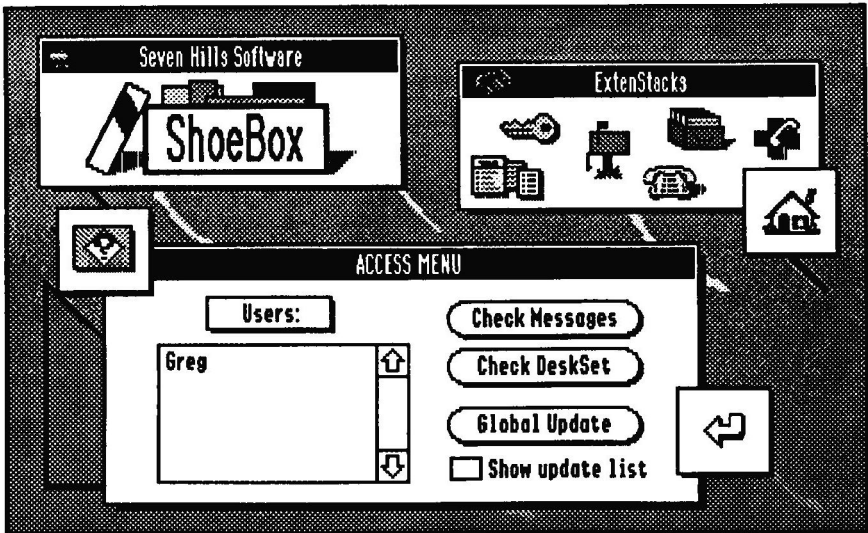 Seven Hills Software
ShoeBox
ExtenStacks
ACCESS MENU
Users:
Greg
Check Messages
Check DeskSet
Global Update
Show update list